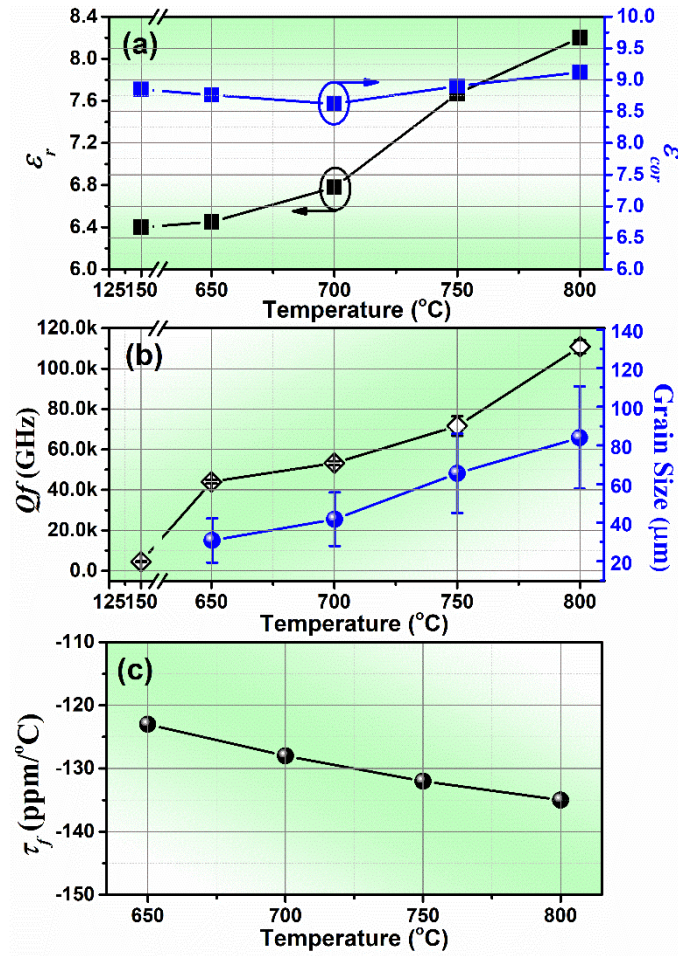 (a)
8.4
8.0
7.6
7.2
6.8
6.4
6.0
εr
10.0
9.5
9.0
8.5
8.0
7.5
7.0
6.5
6.0
εcor
125 150 650 700 750 800
Temperature (°C)
(b)
120.0k
100.0k
80.0k
60.0k
40.0k
20.0k
0.0
Qf (GHz)
140
120
100
80
60
40
20
Grain Size (μm)
125 150 650 700 750 800
Temperature (°C)
(c)
-110
-120
-130
-140
-150
τf (ppm/°C)
650 700 750 800
Temperature (°C)